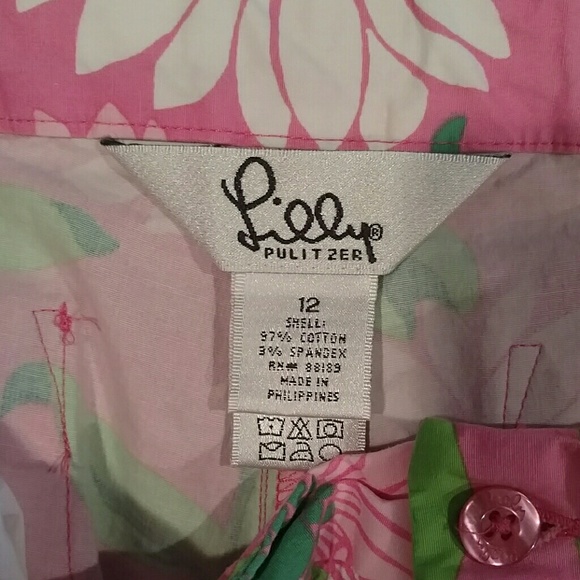 Lilly®
PULITZER
12
SHELL:
97% COTTON
3% SPANDEX
RN# 88189
MADE IN
PHILIPPINES